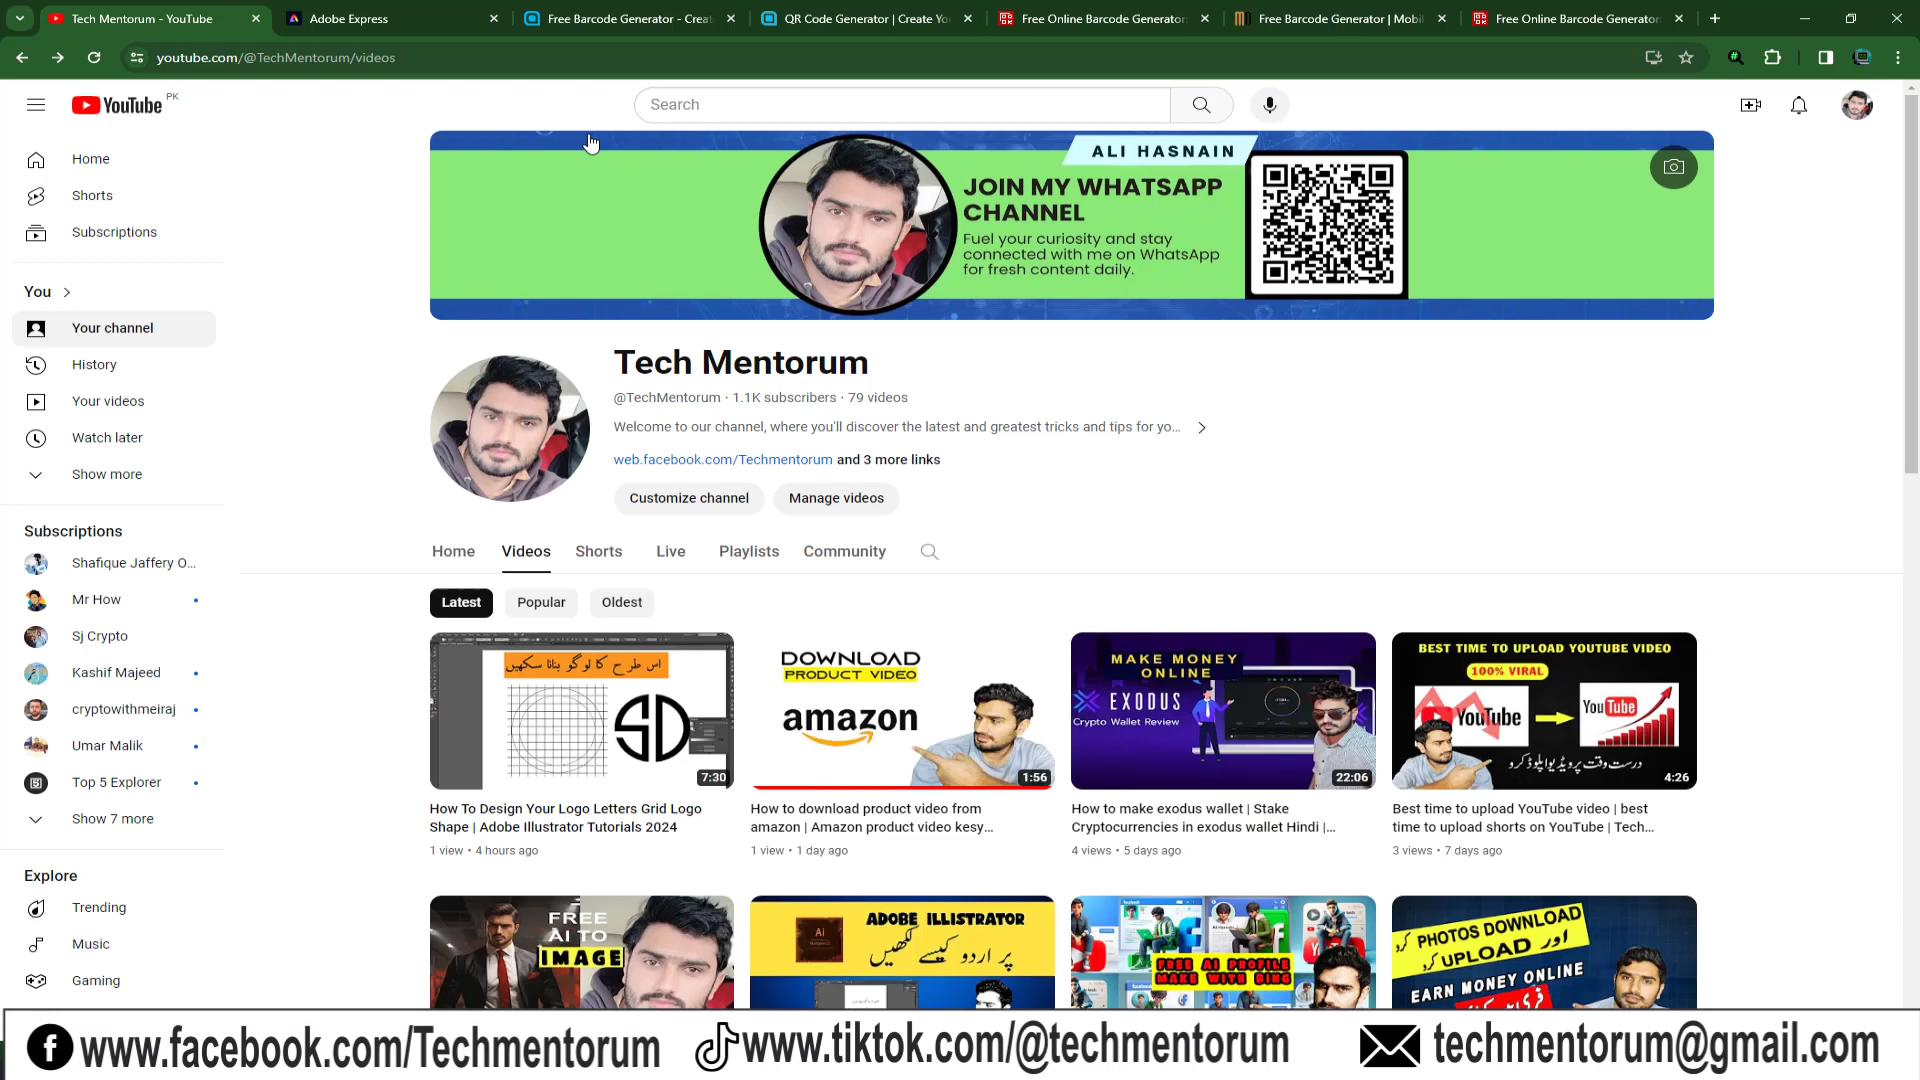 Tech Mentorum - YouTube
Adobe Express
Free Barcode Generator - Creat
QR Code Generator | Create Yo
Free Online Barcode Generator:
Free Barcode Generator | Mobil
Free Online Barcode Generator:
youtube.com/@TechMentorum/videos
YouTube PK
Search
Home
Shorts
Subscriptions
You
Your channel
History
Your videos
Watch later
Show more
Subscriptions
Shafique Jaffery O...
Mr How
Sj Crypto
Kashif Majeed
cryptowithmeiraj
Umar Malik
Top 5 Explorer
Show 7 more
Explore
Trending
Music
Gaming
ALI HASNAIN
JOIN MY WHATSAPP
CHANNEL
Fuel your curiosity and stay
connected with me on WhatsApp
for fresh content daily.
Tech Mentorum
@TechMentorum · 1.1K subscribers · 79 videos
Welcome to our channel, where you'll discover the latest and greatest tricks and tips for yo...
web.facebook.com/Techmentorum and 3 more links
Customize channel
Manage videos
Home
Videos
Shorts
Live
Playlists
Community
Latest
Popular
Oldest
اس طرح کا لوگو بنانا سکھیں
SD
7:30
How To Design Your Logo Letters Grid Logo
Shape | Adobe Illustrator Tutorials 2024
1 view • 4 hours ago
DOWNLOAD
PRODUCT VIDEO
amazon
1:56
How to download product video from
amazon | Amazon product video kesy...
1 view • 1 day ago
MAKE MONEY
ONLINE
EXODUS
Crypto Wallet Review
22:06
How to make exodus wallet | Stake
Cryptocurrencies in exodus wallet Hindi |...
4 views • 5 days ago
BEST TIME TO UPLOAD YOUTUBE VIDEO
100% VIRAL
YouTube
YouTube
درست وقت پر ویڈیو اپلوڈ کرو
4:26
Best time to upload YouTube video | best
time to upload shorts on YouTube | Tech...
3 views • 7 days ago
FREE
AI TO
IMAGE
ADOBE ILLISTRATOR
Ai
پر اردو کیسے لکھیں
FREE AI PROFILE
MAKE WITH BING
PHOTOS DOWNLOAD کرو
اور UPLOAD کرو
EARN MONEY ONLINE
www.facebook.com/Techmentorum
www.tiktok.com/@techmentorum
techmentorum@gmail.com